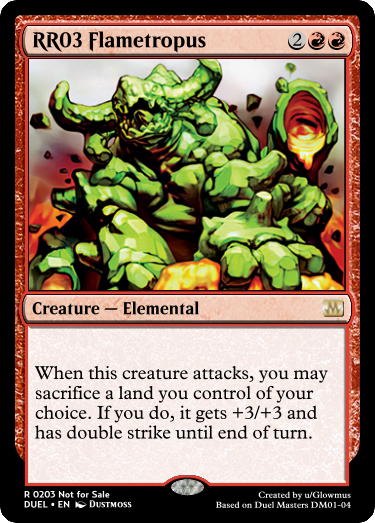 RR03 Flametropus 2
Creature — Elemental
When this creature attacks, you may
sacrifice a land you control of your
choice. If you do, it gets +3/+3 and
has double strike until end of turn.
R 0203 Not for Sale
DUEL • EN Dustmoss
Created by u/Glowmus
Based on Duel Masters DM01-04